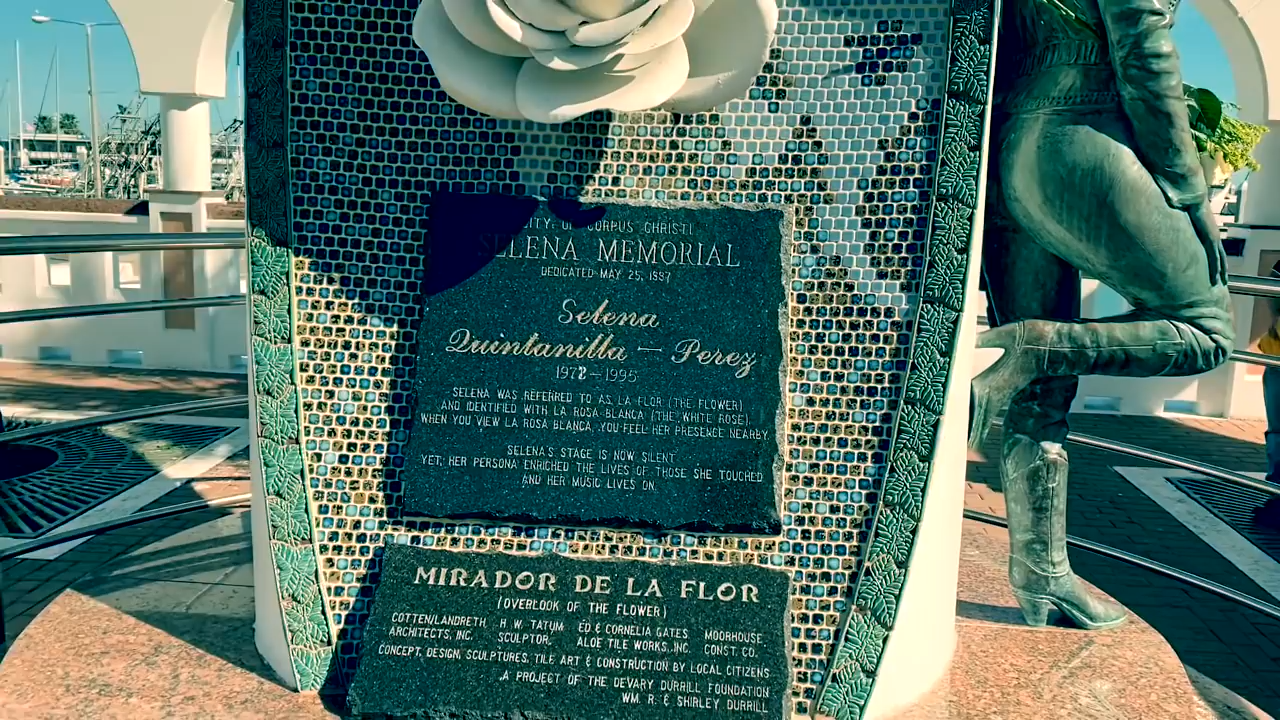 CITY OF CORPUS CHRISTI
SELENA MEMORIAL
DEDICATED MAY 25, 1997
Selena
Quintanilla – Perez
1972 – 1995
SELENA WAS REFERRED TO AS LA FLOR (THE FLOWER)
AND IDENTIFIED WITH LA ROSA BLANCA (THE WHITE ROSE).
WHEN YOU VIEW LA ROSA BLANCA, YOU FEEL HER PRESENCE NEARBY.
SELENA'S STAGE IS NOW SILENT
YET, HER PERSONA ENRICHED THE LIVES OF THOSE SHE TOUCHED
AND HER MUSIC LIVES ON.
MIRADOR DE LA FLOR
(OVERLOOK OF THE FLOWER)
COTTEN/LANDRETH H.W. TATUM ED & CORNELIA GATES MOORHOUSE
ARCHITECTS, INC. SCULPTOR, ALOE TILE WORKS, INC. CONST. CO.
CONCEPT, DESIGN, SCULPTURES, TILE ART & CONSTRUCTION BY LOCAL CITIZENS
A PROJECT OF THE DEVARY DURRILL FOUNDATION
WM. R. & SHIRLEY DURRILL